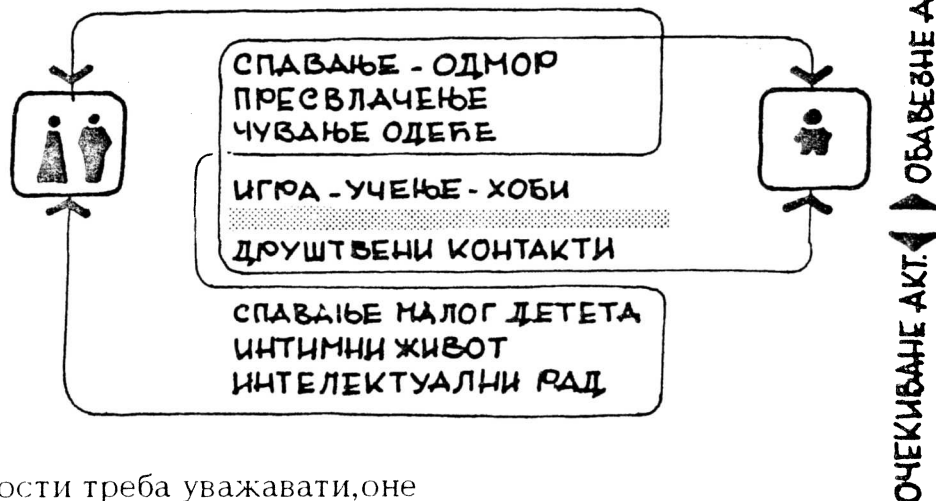 СПАВАЊЕ - ОДМОР
ПРЕСВЛАЧЕЊЕ
ЧУВАЊЕ ОДЕЋЕ
ИГРА - УЧЕЊЕ - ХОБИ
ДРУШТВЕНИ КОНТАКТИ
СПАВАЊЕ МАЛОГ ДЕТЕТА
ИНТИМНИ ЖИВОТ
ИНТЕЛЕКТУАЛНИ РАД
ОЧЕКИВАНЕ АКТ.
ОБАВЕЗНЕ А
ости треба уважавати,оне